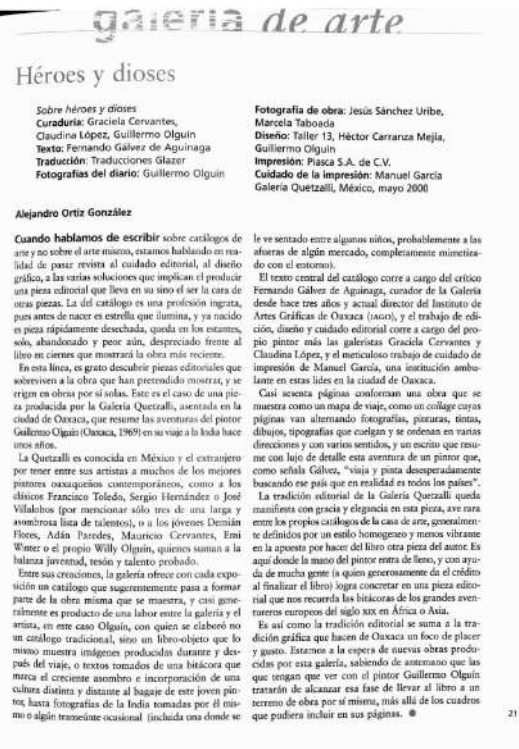 galería de arte
Héroes y dioses
Sobre héroes y dioses
Curaduría: Graciela Cervantes,
Claudina López, Guillermo Olguin
Texto: Fernando Gálvez de Aguinaga
Traducción: Traducciones Glazer
Fotografías del diario: Guillermo Olguin
Fotografía de obra: Jesús Sánchez Uribe,
Marcela Taboada
Diseño: Taller 13, Héctor Carranza Mejía,
Guillermo Olguin
Impresión: Piasca S.A. de C.V.
Cuidado de la impresión: Manuel García
Galería Quetzalli, México, mayo 2000
Alejandro Ortiz González
Cuando hablamos de escribir sobre catálogos de
arte y no sobre el arte mismo, estamos hablando en rea-
lidad de pasar revista al cuidado editorial, al diseño
gráfico, a las varias soluciones que implican el producir
una pieza editorial que lleva en su sino el ser la cara de
otras piezas. La del catálogo es una profesión ingrata,
pues antes de nacer es estrella que ilumina, y ya nacido
es pieza rápidamente desechada, queda en los estantes,
solo, abandonado y peor aún, despreciado frente al
libro en ciernes que mostrará la obra más reciente.
En esta línea, es grato descubrir piezas editoriales que
sobreviven a la obra que han pretendido mostrar, y se
erigen en obras por sí solas. Este es el caso de una pie-
za producida por la Galería Quetzalli, asentada en la
ciudad de Oaxaca, que resume las aventuras del pintor
Guillermo Olguin (Oaxaca, 1969) en su viaje a la India hace
unos años.
La Quetzalli es conocida en México y el extranjero
por tener entre sus artistas a muchos de los mejores
pintores oaxaqueños contemporáneos, como a los
clásicos Francisco Toledo, Sergio Hernández o José
Villalobos (por mencionar sólo tres de una larga y
asombrosa lista de talentos), o a los jóvenes Demián
Flores, Adán Paredes, Mauricio Cervantes, Emi
Winter o el propio Willy Olguin, quienes suman a la
balanza juventud, tesón y talento probado.
Entre sus creaciones, la galería ofrece con cada expo-
sición un catálogo que sugerentemente pasa a formar
parte de la obra misma que se muestra, y casi gene-
ralmente es producto de una labor entre la galería y el
artista, en este caso Olguin, con quien se elaboró no
un catálogo tradicional, sino un libro-objeto que lo
mismo muestra imágenes producidas durante y des-
pués del viaje, o textos tomados de una bitácora que
marca el creciente asombro e incorporación de una
cultura distinta y distante al bagaje de este joven pin-
tor, hasta fotografías de la India tomadas por él mis-
mo o algún transeúnte ocasional (incluida una donde se
le ve sentado entre algunos niños, probablemente a las
afueras de algún mercado, completamente mimetiza-
do con el entorno).
El texto central del catálogo corre a cargo del crítico
Fernando Gálvez de Aguinaga, curador de la Galería
desde hace tres años y actual director del Instituto de
Artes Gráficas de Oaxaca (IAGO), y el trabajo de edi-
ción, diseño y cuidado editorial corre a cargo del pro-
pio pintor más las galeristas Graciela Cervantes y
Claudina López, y el meticuloso trabajo de cuidado de
impresión de Manuel García, una institución ambu-
lante en estas lides en la ciudad de Oaxaca.
Casi sesenta páginas conforman una obra que se
muestra como un mapa de viaje, como un collage cuyas
páginas van alternando fotografías, pinturas, tintas,
dibujos, tipografías que cuelgan y se ordenan en varias
direcciones y con varios sentidos, y un escrito que resu-
me con lujo de detalle esta aventura de un pintor que,
como señala Gálvez, "viaja y pinta desesperadamente
buscando ese país que en realidad es todos los países".
La tradición editorial de la Galería Quetzalli queda
manifiesta con gracia y elegancia en esta pieza, ave rara
entre los propios catálogos de la casa de arte, generalmen-
te definidos por un estilo homogeneo y menos vibrante
en la apuesta por hacer del libro otra pieza del autor. Es
aquí donde la mano del pintor entra de lleno, y con ayu-
da de mucha gente (a quien generosamente da el crédito
al finalizar el libro) logra concretar en una pieza edito-
rial que nos recuerda las bitácoras de los grandes aven-
tureros europeos del siglo XIX en África o Asia.
Es así como la tradición editorial se suma a la tra-
dición gráfica que hacen de Oaxaca un foco de placer
y gusto. Estamos a la espera de nuevas obras produ-
cidas por esta galería, sabiendo de antemano que las
que tengan que ver con el pintor Guillermo Olguin
tratarán de alcanzar esa fase de llevar al libro a un
terreno de obra por sí misma, más allá de los cuadros
que pudiera incluir en sus páginas.
21